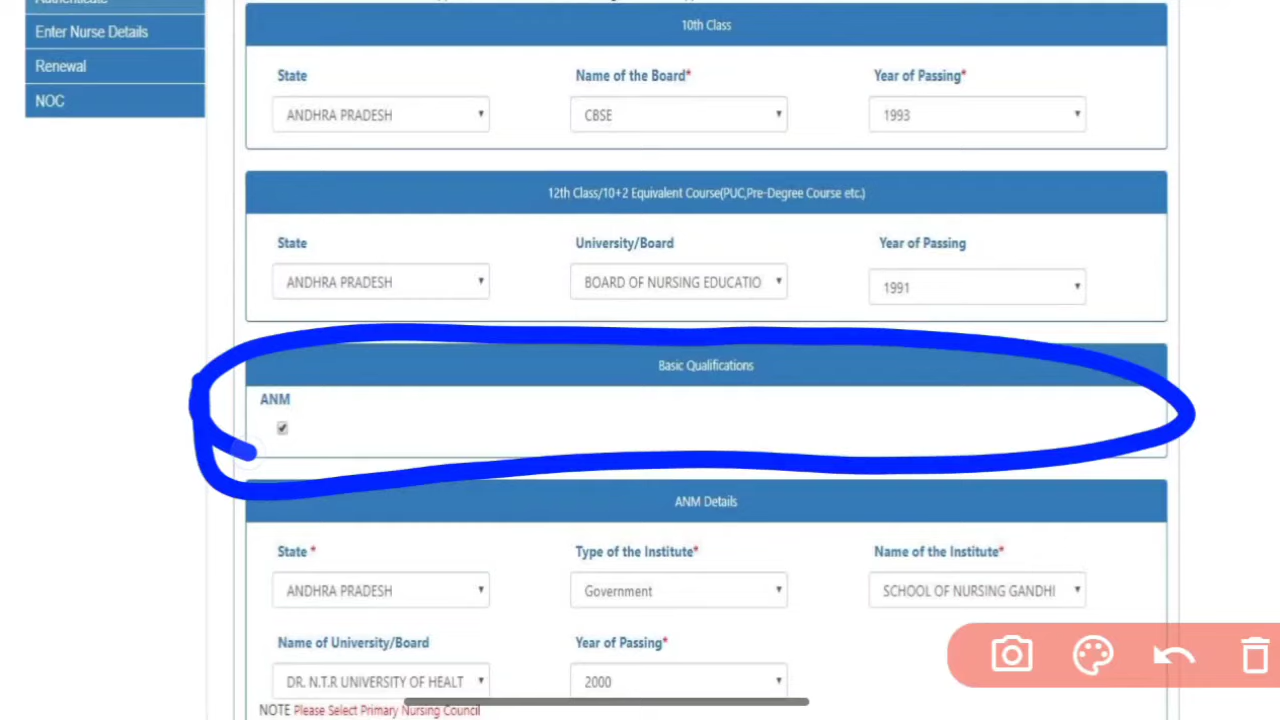 Authenticate
Enter Nurse Details
Renewal
NOC
10th Class
State Name of the Board* Year of Passing*
ANDHRA PRADESH CBSE 1993
12th Class/10+2 Equivalent Course(PUC,Pre-Degree Course etc.)
State University/Board Year of Passing
ANDHRA PRADESH BOARD OF NURSING EDUCATIO 1991
Basic Qualifications
ANM
ANM Details
State * Type of the Institute* Name of the Institute*
ANDHRA PRADESH Government SCHOOL OF NURSING GANDHI
Name of University/Board Year of Passing*
DR. N.T.R UNIVERSITY OF HEALT 2000
NOTE Please Select Primary Nursing Council